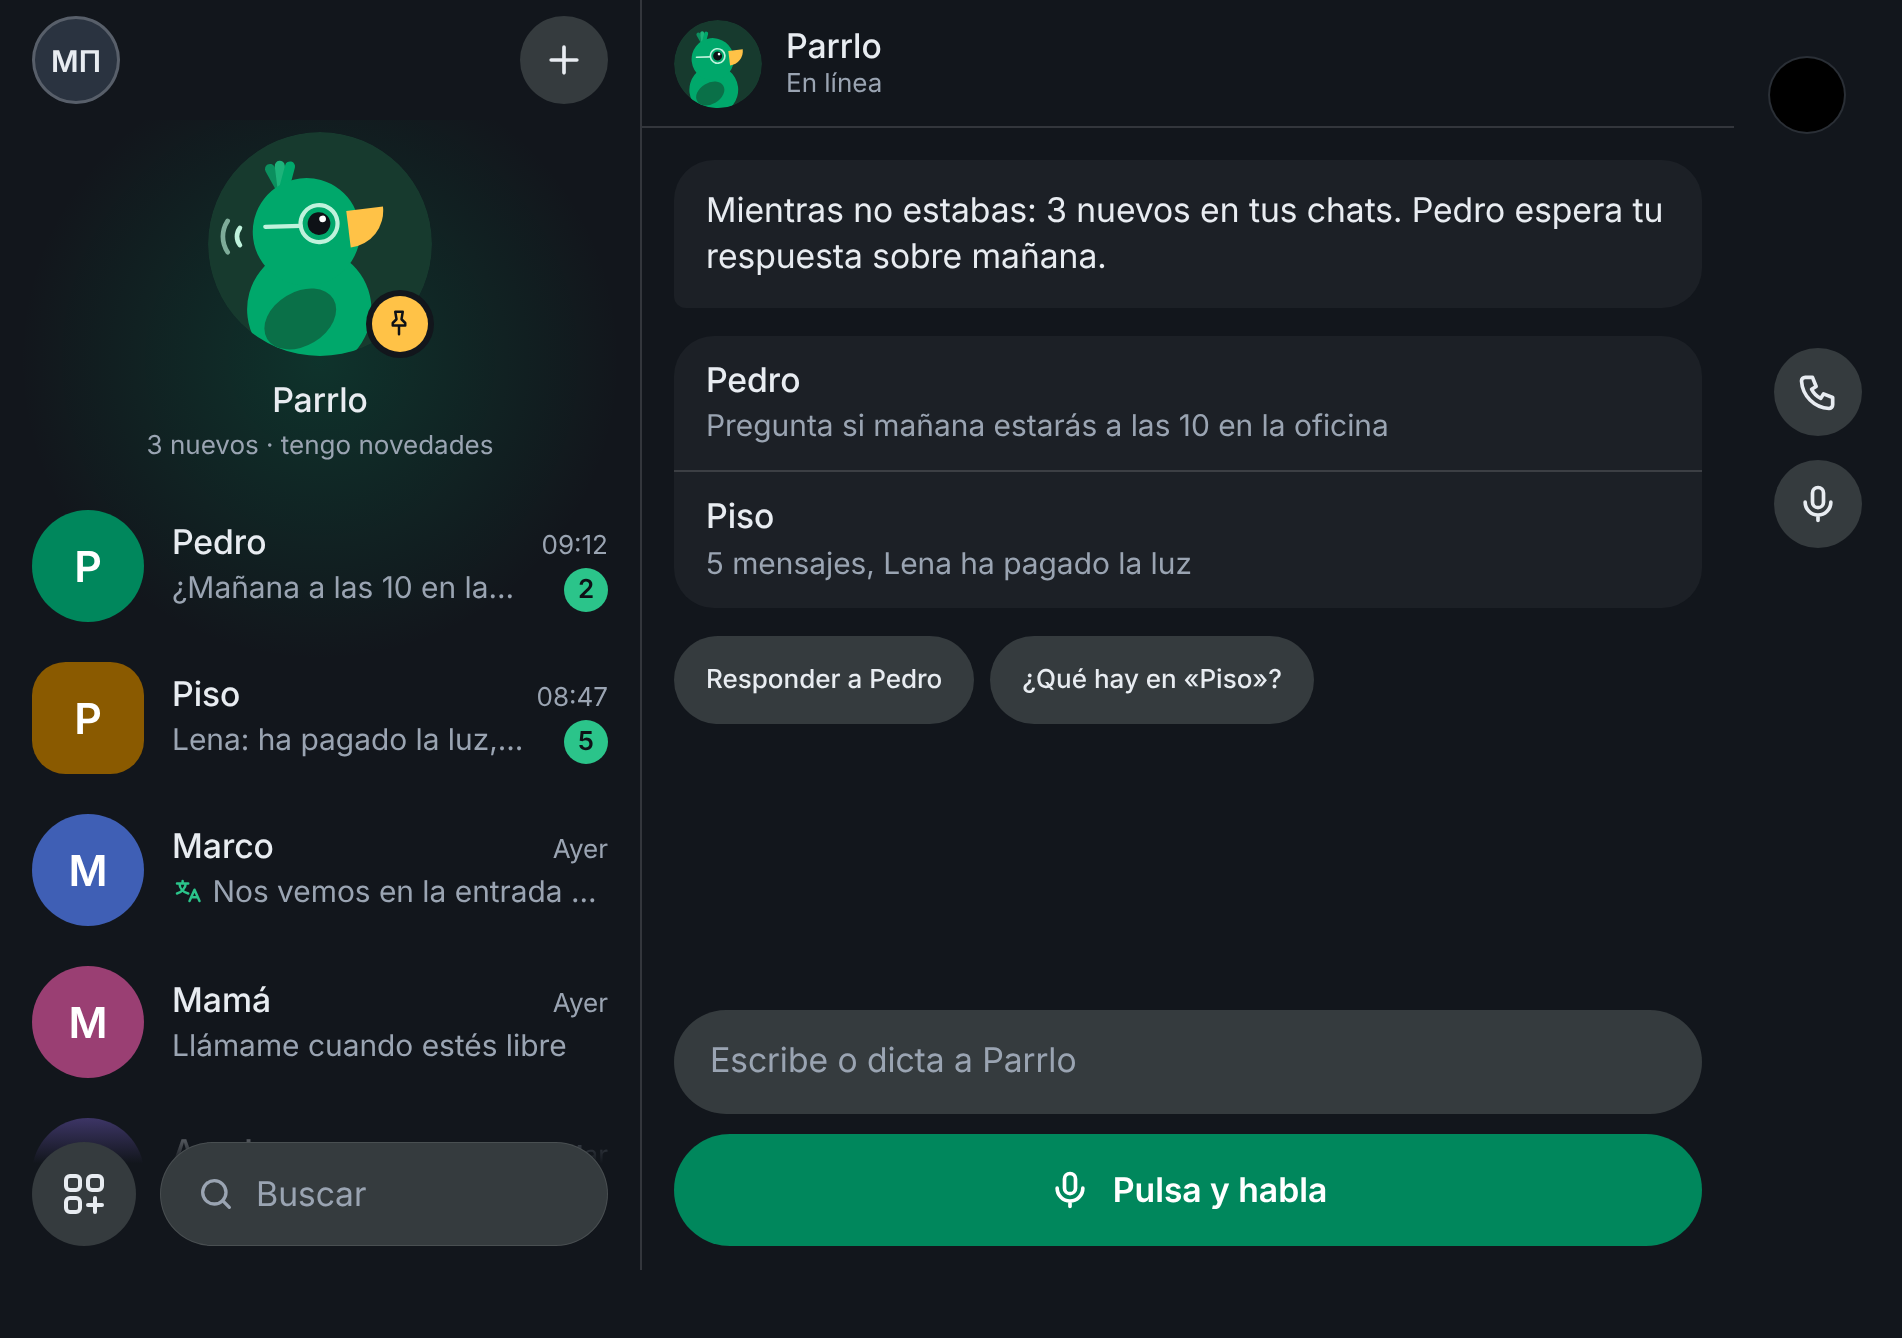 МП
Parrlo
3 nuevos · tengo novedades
P
Pedro
09:12
¿Mañana a las 10 en la...
2
P
Piso
08:47
Lena: ha pagado la luz,...
5
M
Marco
Ayer
Nos vemos en la entrada ...
M
Mamá
Ayer
Llámame cuando estés libre
Buscar
Parrlo
En línea
Mientras no estabas: 3 nuevos en tus chats. Pedro espera tu
respuesta sobre mañana.
Pedro
Pregunta si mañana estarás a las 10 en la oficina
Piso
5 mensajes, Lena ha pagado la luz
Responder a Pedro
¿Qué hay en «Piso»?
Escribe o dicta a Parrlo
Pulsa y habla